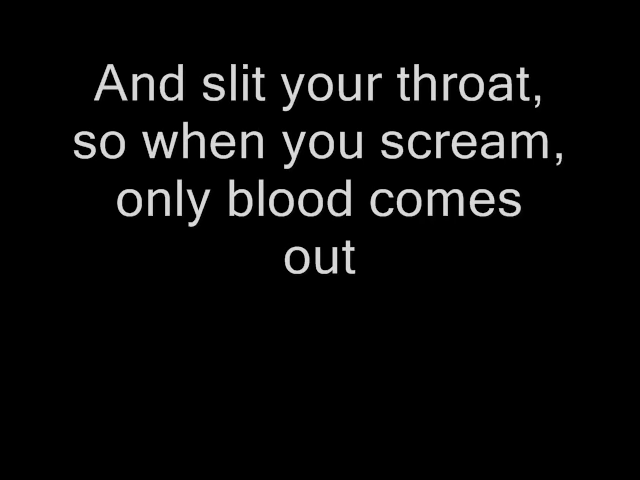 And slit your throat,
so when you scream,
only blood comes
out